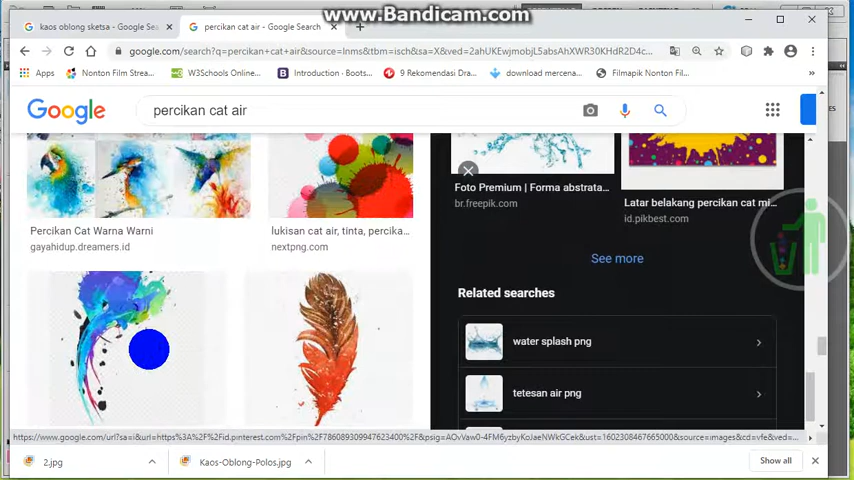 www.Bandicam.com
kaos oblong sketsa - Google Sea
percikan cat air - Google Search
google.com/search?q=percikan+cat+air&source=lnms&tbm=isch&sa=X&ved=2ahUKEwjmobjL5absAhXWR30KHdR2D4c...
Apps
Nonton Film Stream...
W3Schools Online...
Introduction · Boots...
9 Rekomendasi Dra...
download mercena...
Filmapik Nonton Fil...
»
Google
percikan cat air
Percikan Cat Warna Warni
gayahidup.dreamers.id
lukisan cat air, tinta, percika...
nextpng.com
Foto Premium | Forma abstrata...
br.freepik.com
Latar belakang percikan cat mi...
id.pikbest.com
See more
Related searches
water splash png
tetesan air png
2.jpg
Kaos-Oblong-Polos.jpg
Show all